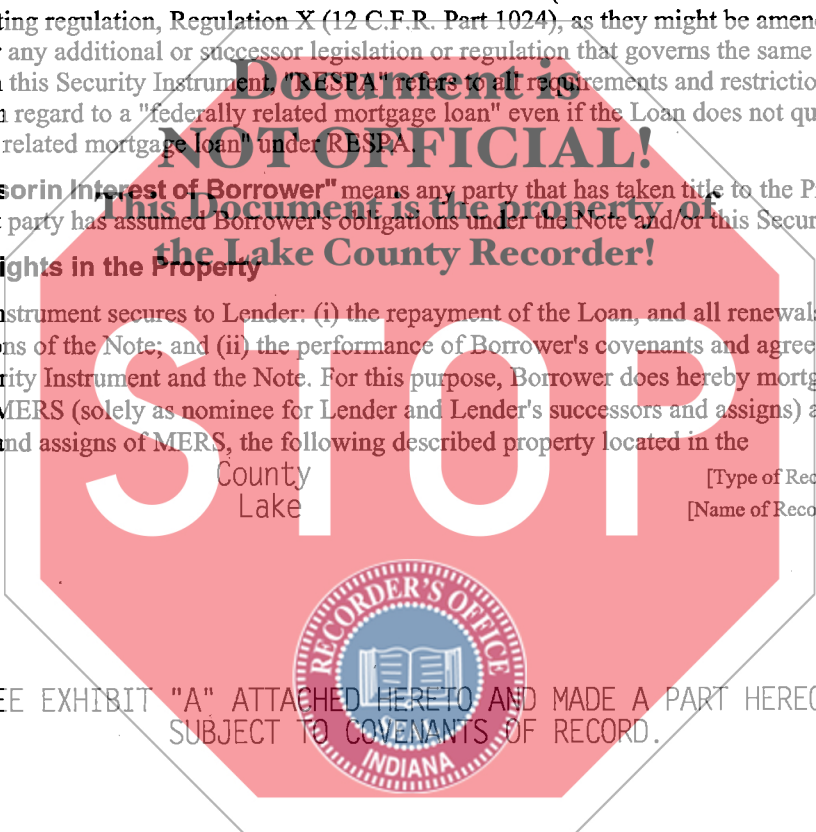 ting regulation, Regulation X (12 C.F.R. Part 1024), as they might be amen
any additional or successor legislation or regulation that governs the same
this Security Instrument, "RESPA" refers to all requirements and restrictio
regard to a "federally related mortgage loan" even if the Loan does not qu
related mortgage loan" under RESPA.
Document is
NOT OFFICIAL!
This Document is the property of
the Lake County Recorder!
sorin Interest of Borrower" means any party that has taken title to the P
party has assumed Borrower's obligations under the Note and/or this Secur
ights in the Property
nstrument secures to Lender: (i) the repayment of the Loan, and all renewal
ns of the Note; and (ii) the performance of Borrower's covenants and agree
rity Instrument and the Note. For this purpose, Borrower does hereby mortg
MERS (solely as nominee for Lender and Lender's successors and assigns) a
nd assigns of MERS, the following described property located in the
County [Type of Rec
Lake [Name of Reco
STOP
RECORDER'S OFFICE
SEAL
INDIANA
EE EXHIBIT "A" ATTACHED HERETO AND MADE A PART HEREO
SUBJECT TO COVENANTS OF RECORD.